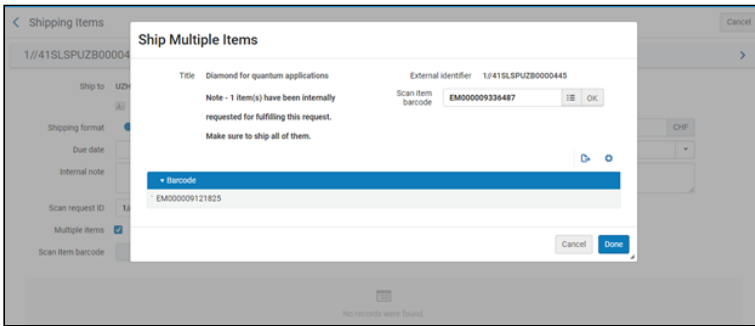 Shipping Items
Cancel
1//41SLSPUZB00004
Ship to UZH
Shipping format
CHF
Due date
Internal note
Scan request ID
Multiple items
Scan item barcode
No records were found.
Ship Multiple Items
Title Diamond for quantum applications
Note - 1 item(s) have been internally
requested for fulfilling this request.
Make sure to ship all of them.
External identifier 1//41SLSPUZB0000445
Scan item
barcode
EM000009336487
OK
Barcode
EM000009121825
Cancel
Done